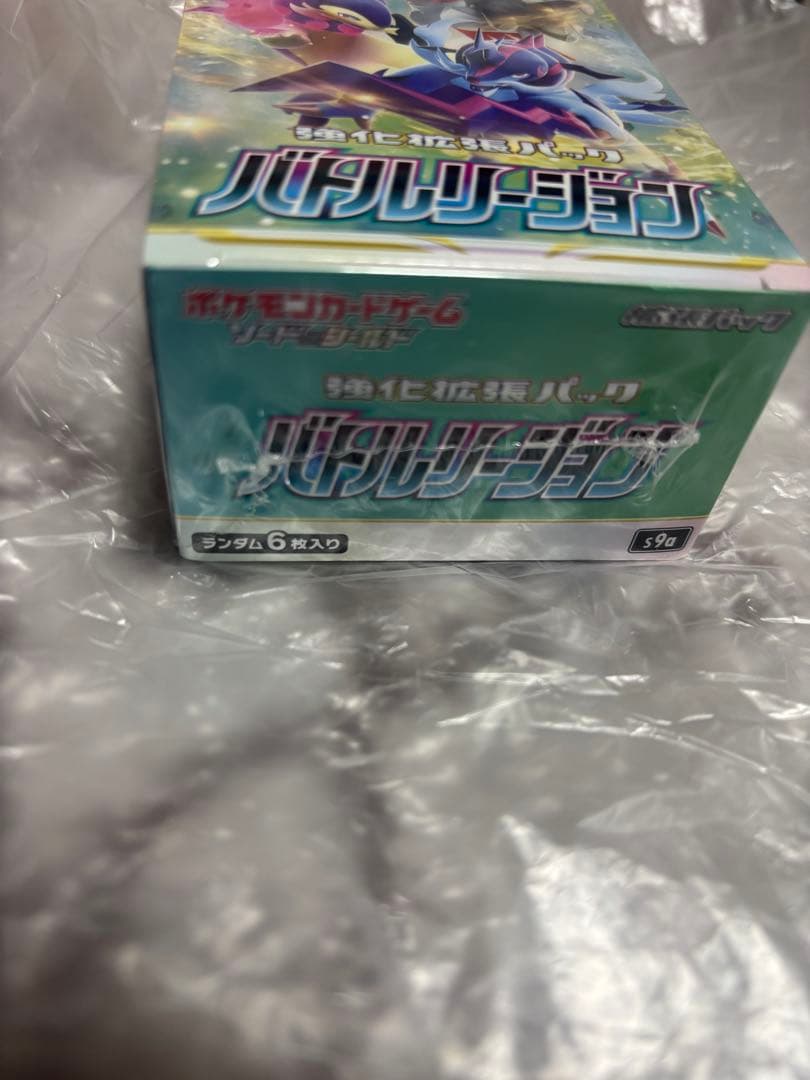 強化拡張パック
バトルリージョン
ポケモンカードゲーム
ソード&シールド
拡張パック
強化拡張パック
バトルリージョン
ランダム6枚入り
s9a